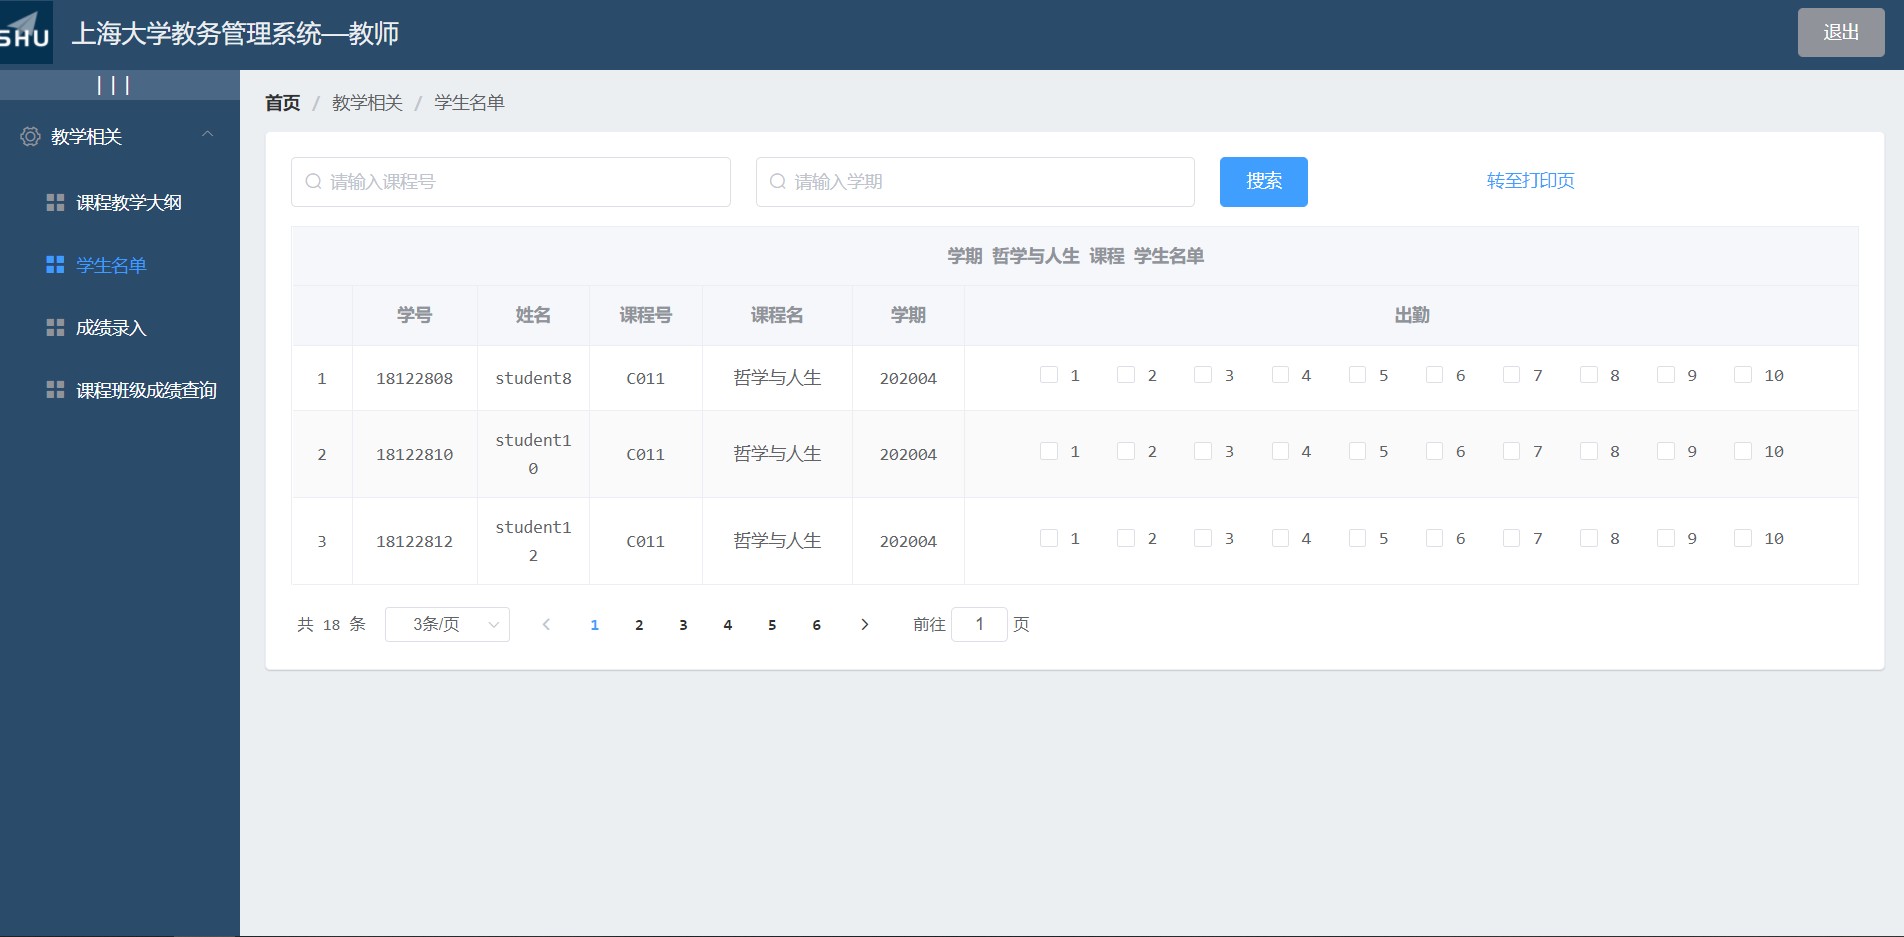 SHU 上海大学教务管理系统—教师 退出
|||
首页 / 教学相关 / 学生名单
教学相关
课程教学大纲
学生名单
成绩录入
课程班级成绩查询
请输入课程号 请输入学期 搜索 转至打印页
学期 哲学与人生 课程 学生名单
学号 姓名 课程号 课程名 学期 出勤
1 18122808 student8 C011 哲学与人生 202004 1 2 3 4 5 6 7 8 9 10
2 18122810 student1
0 C011 哲学与人生 202004 1 2 3 4 5 6 7 8 9 10
3 18122812 student1
2 C011 哲学与人生 202004 1 2 3 4 5 6 7 8 9 10
共 18 条 3条/页 < 1 2 3 4 5 6 > 前往 1 页